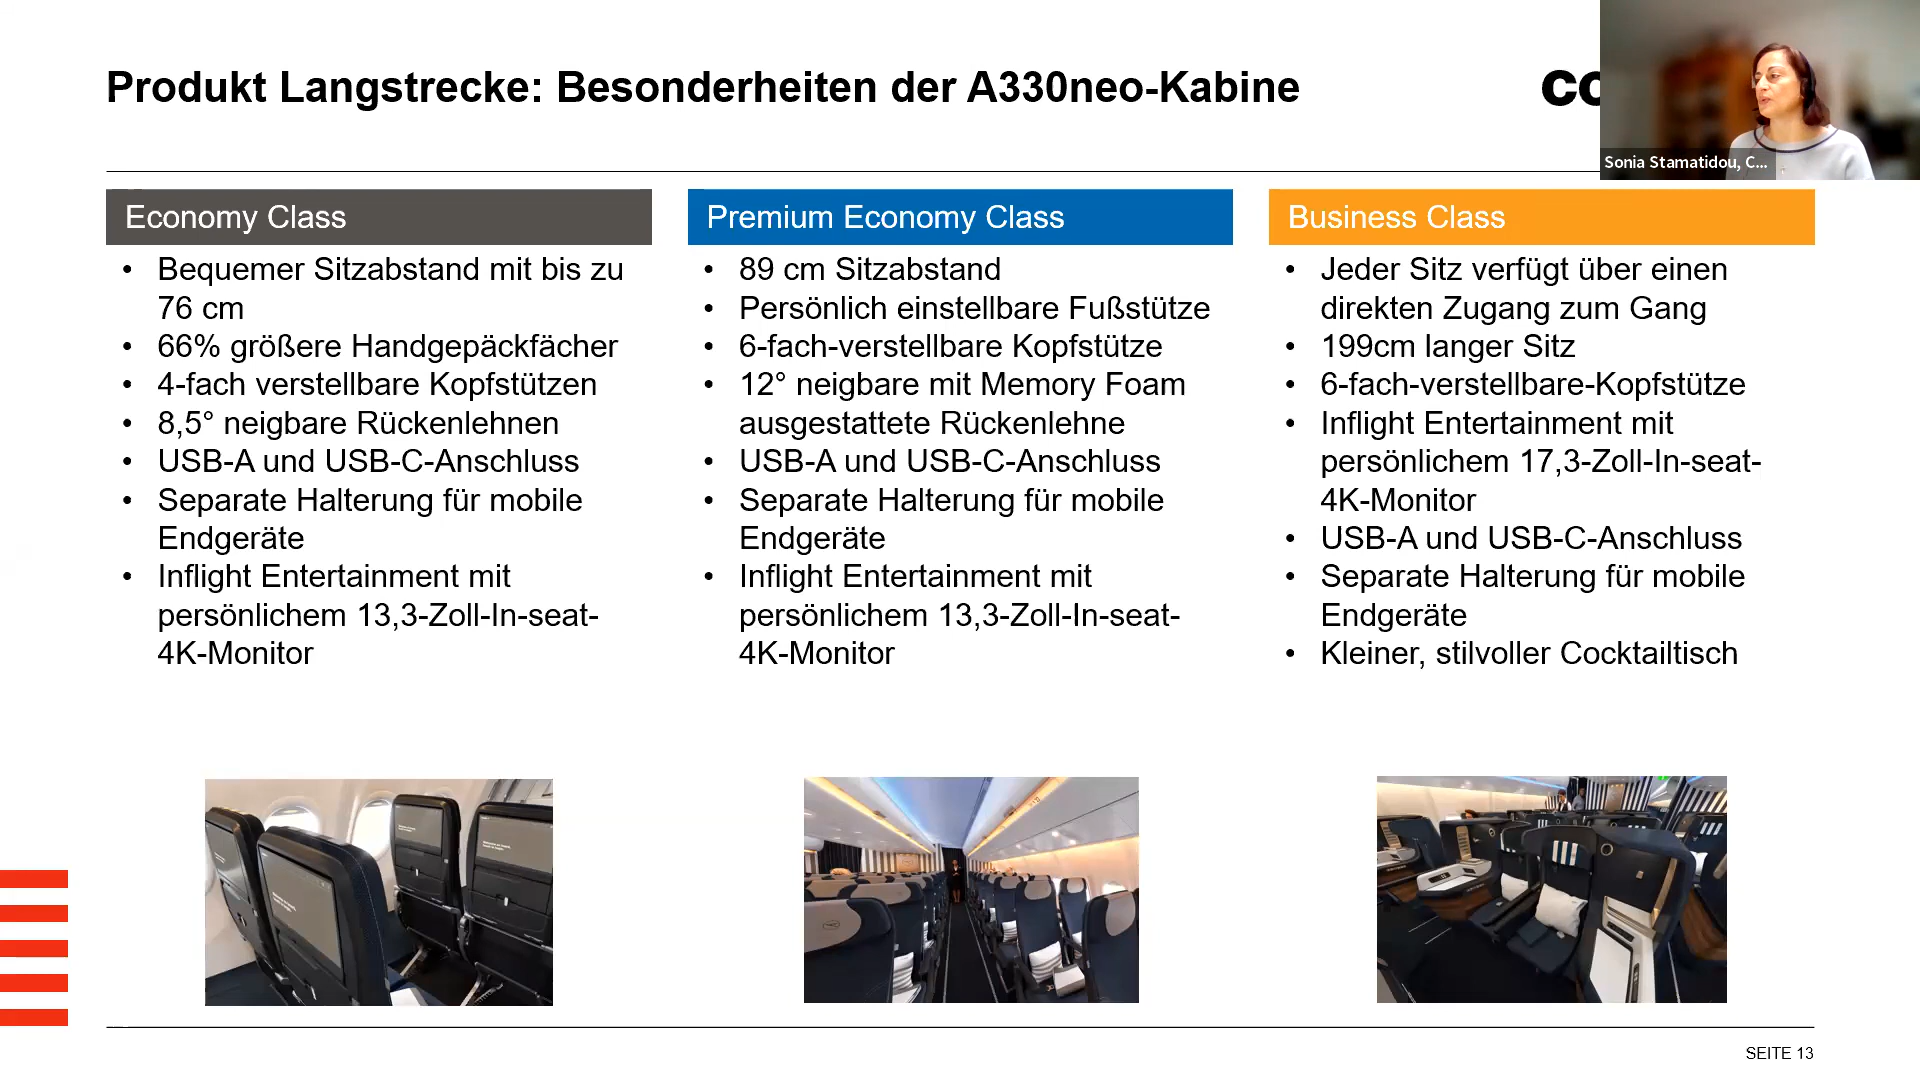 Produkt Langstrecke: Besonderheiten der A330neo-Kabine
Sonia Stamatidou, C...
Economy Class
• Bequemer Sitzabstand mit bis zu
76 cm
• 66% größere Handgepäckfächer
• 4-fach verstellbare Kopfstützen
• 8,5° neigbare Rückenlehnen
• USB-A und USB-C-Anschluss
• Separate Halterung für mobile
Endgeräte
• Inflight Entertainment mit
persönlichem 13,3-Zoll-In-seat-
4K-Monitor
Premium Economy Class
• 89 cm Sitzabstand
• Persönlich einstellbare Fußstütze
• 6-fach-verstellbare Kopfstütze
• 12° neigbare mit Memory Foam
ausgestattete Rückenlehne
• USB-A und USB-C-Anschluss
• Separate Halterung für mobile
Endgeräte
• Inflight Entertainment mit
persönlichem 13,3-Zoll-In-seat-
4K-Monitor
Business Class
• Jeder Sitz verfügt über einen
direkten Zugang zum Gang
• 199cm langer Sitz
• 6-fach-verstellbare-Kopfstütze
• Inflight Entertainment mit
persönlichem 17,3-Zoll-In-seat-
4K-Monitor
• USB-A und USB-C-Anschluss
• Separate Halterung für mobile
Endgeräte
• Kleiner, stilvoller Cocktailtisch
SEITE 13